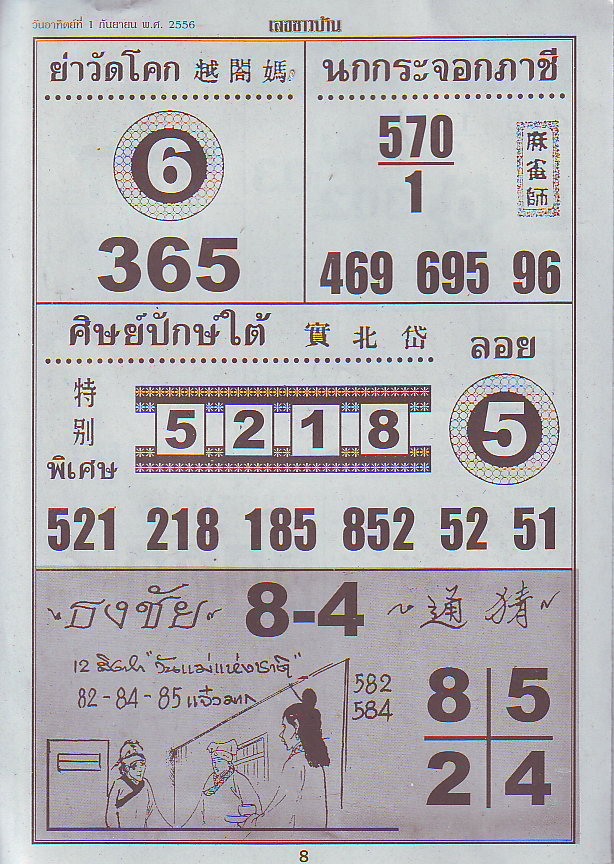 วันอาทิตย์ที่ 1 กันยายน พ.ศ. 2556
เลขชาวบ้าน
ย่าวัดโคก 越閣媽
6
365
นกกระจอกภาชี
570
1
麻雀師
469 695 96
ศิษย์ปักษ์ใต้ 實北岱
ลอย
特别
พิเศษ
5 2 1 8
5
521 218 185 852 52 51
ธงชัย 8-4 通猜
12 สิงหา "วันแม่แห่งชาติ"
82-84-85 แจ๋วมาก
582
584
8 5
2 4
8